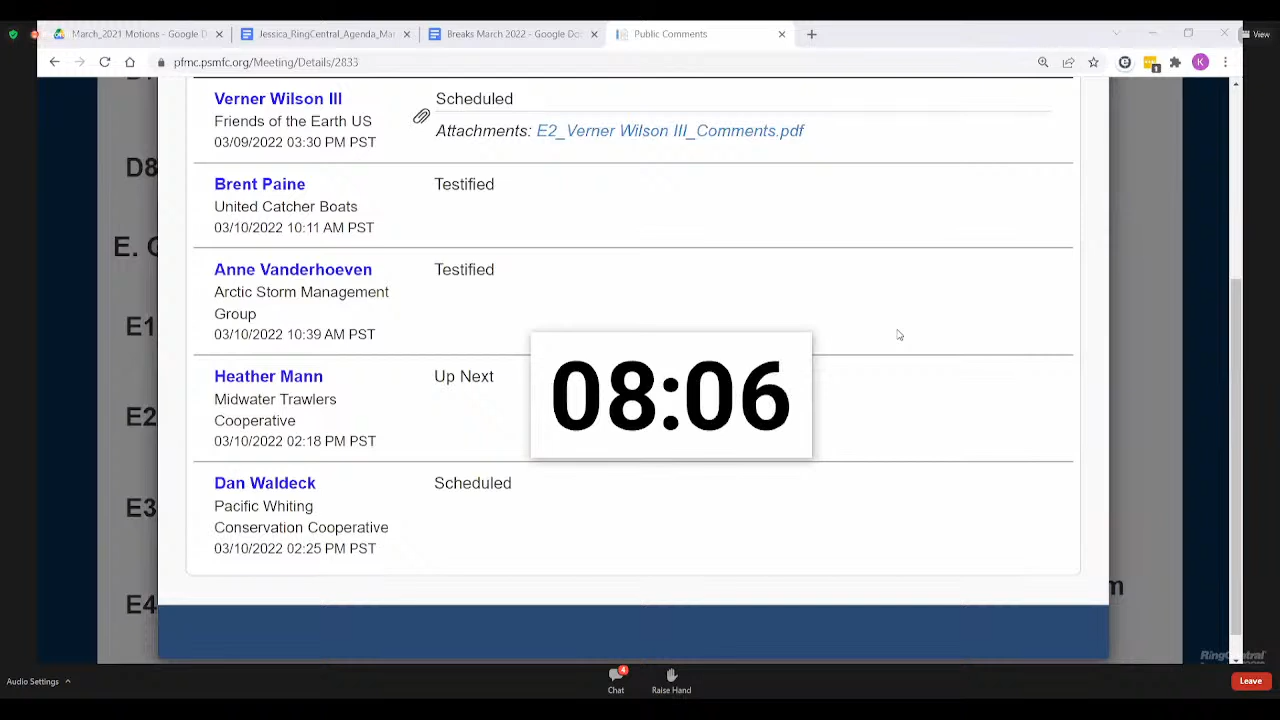 March_2021 Motions - Google D
Jessica_RingCentral_Agenda_Mar
Breaks March 2022 - Google Do
Public Comments
View
pfmc.psmfc.org/Meeting/Details/2833
K
Verner Wilson III
Scheduled
Friends of the Earth US
Attachments: E2_Verner Wilson III_Comments.pdf
03/09/2022 03:30 PM PST
D8
Brent Paine
Testified
United Catcher Boats
03/10/2022 10:11 AM PST
E. G
Anne Vanderhoeven
Testified
Arctic Storm Management
Group
03/10/2022 10:39 AM PST
E1
08:06
Heather Mann
Up Next
Midwater Trawlers
Cooperative
03/10/2022 02:18 PM PST
E2
Dan Waldeck
Scheduled
Pacific Whiting
Conservation Cooperative
03/10/2022 02:25 PM PST
E3
E4
m
RingCentral
Audio Settings
4
Chat
Raise Hand
Leave